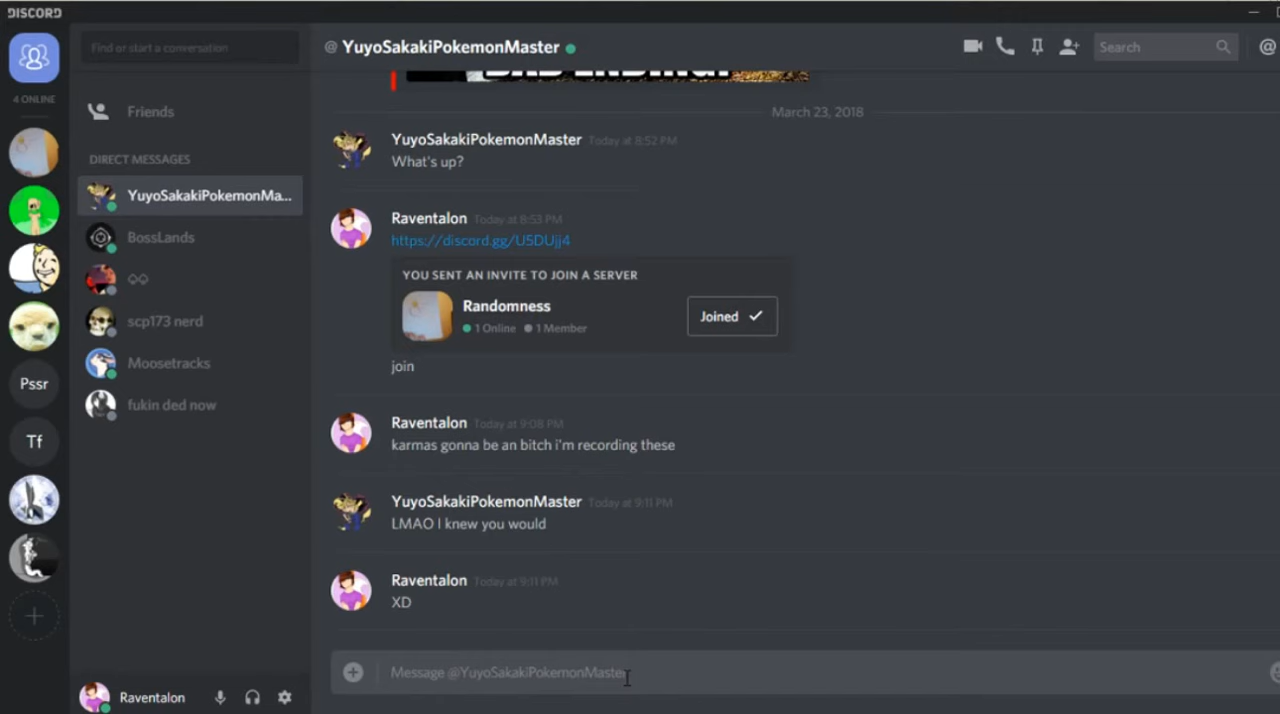 DISCORD
Find or start a conversation
@ YuyoSakakiPokemonMaster
Search
4 ONLINE
Friends
DIRECT MESSAGES
YuyoSakakiPokemonMa...
BossLands
scp173 nerd
Moosetracks
fukin ded now
Pssr
Tf
Raventalon
BAD ENDING!
March 23, 2018
YuyoSakakiPokemonMaster Today at 8:52 PM
What's up?
Raventalon Today at 8:53 PM
https://discord.gg/U5DUjj4
YOU SENT AN INVITE TO JOIN A SERVER
Randomness
1 Online 1 Member
Joined
join
Raventalon Today at 9:08 PM
karmas gonna be an bitch i'm recording these
YuyoSakakiPokemonMaster Today at 9:11 PM
LMAO I knew you would
Raventalon Today at 9:11 PM
XD
Message @YuyoSakakiPokemonMaster